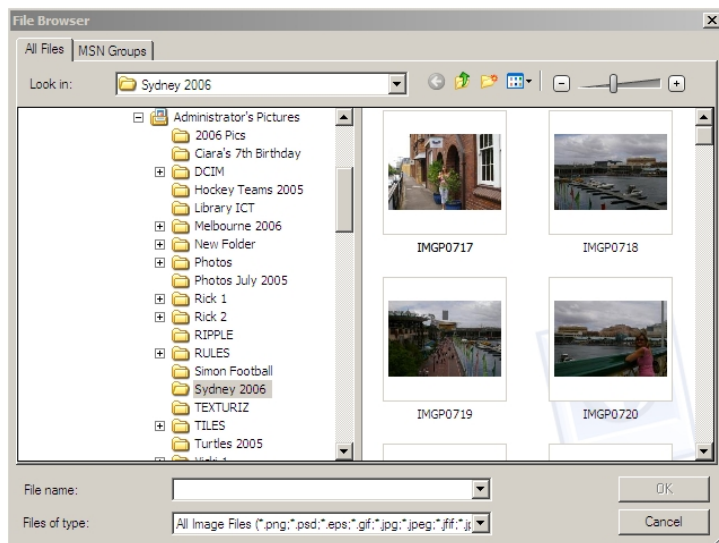 File Browser
All Files
MSN Groups
Look in:
Sydney 2006
Administrator's Pictures
2006 Pics
Ciara's 7th Birthday
DCIM
Hockey Teams 2005
Library ICT
Melbourne 2006
New Folder
Photos
Photos July 2005
Rick 1
Rick 2
RIPPLE
RULES
Simon Football
Sydney 2006
TEXTURIZ
TILES
Turtles 2005
IMGP0717
IMGP0718
IMGP0719
IMGP0720
File name:
OK
Files of type:
All Image Files (*.png;*.psd;*.eps;*.gif;*.jpg;*.jpeg;*.jfif;*.j
Cancel